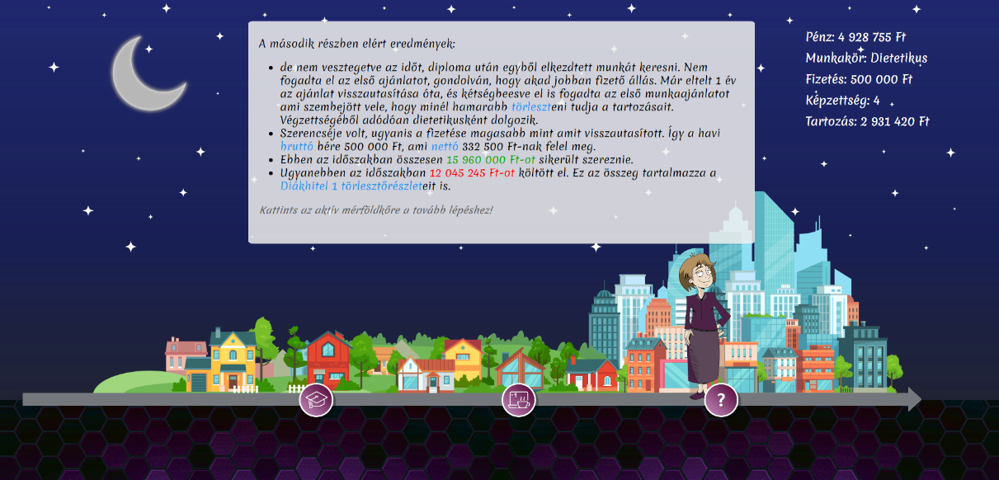 A második részben elért eredmények:
de nem vesztegetve az időt, diploma után egyből elkezdtett munkát keresni. Nem
fogadta el az első ajánlatot, gondolván, hogy akad jobban fizető állás. Már eltelt 1 év
az ajánlat visszautasítása óta, és kétségbeesve el is fogadta az első munkaajánlatot
ami szembejött vele, hogy minél hamarabb törleszteni tudja a tartozásait.
Végzettségéből adódóan dietetikusként dolgozik.
Szerencséje volt, ugyanis a fizetése magasabb mint amit visszautasított. Így a havi
bruttó bére 500 000 Ft, ami nettó 332 500 Ft-nak felel meg.
Ebben az időszakban összesen 15 960 000 Ft-ot sikerült szereznie.
Ugyanebben az időszakban 12 045 245 Ft-ot költött el. Ez az összeg tartalmazza a
Diákhitel 1 törlesztőrészleteit is.
Kattints az aktív mérföldkőre a tovább lépéshez!
Pénz: 4 928 755 Ft
Munkakör: Dietetikus
Fizetés: 500 000 Ft
Képzettség: 4
Tartozás: 2 931 420 Ft
?